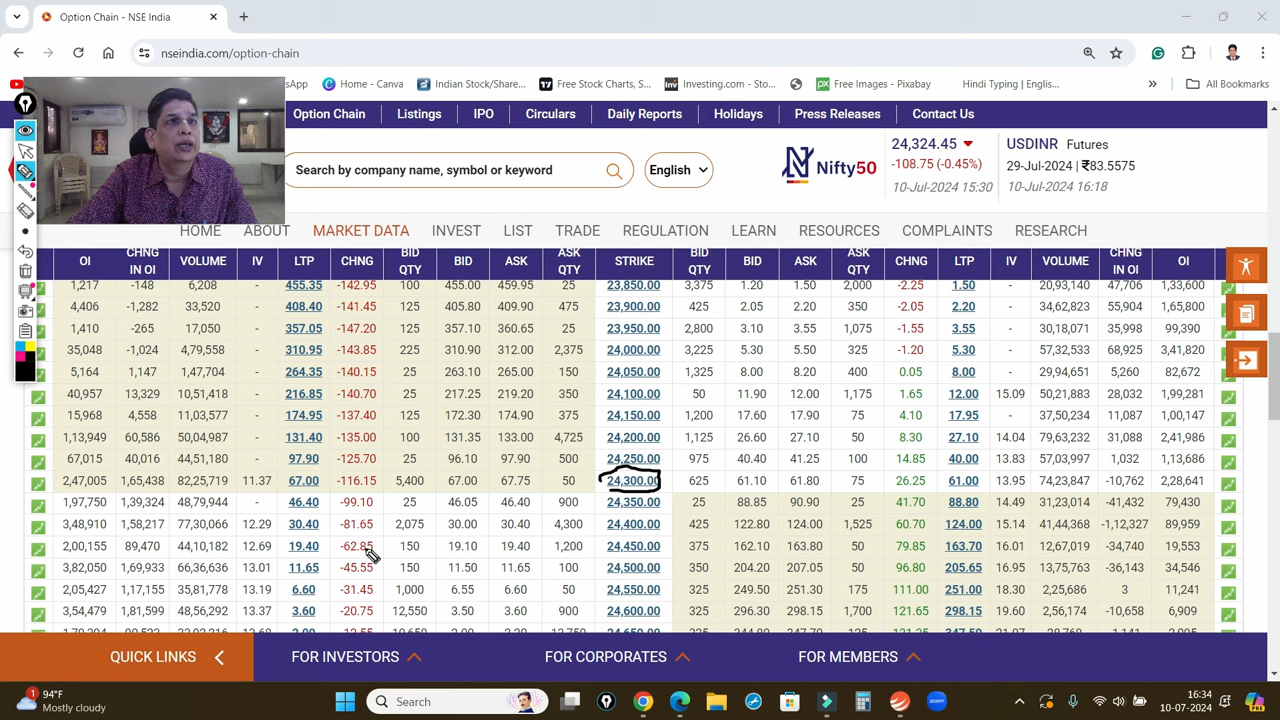 Option Chain - NSE India
nseindia.com/option-chain
App Home - Canva Indian Stock/Share... Free Stock Charts, S... Investing.com - Sto... Free Images - Pixabay Hindi Typing | Englis... All Bookmarks
Option Chain Listings IPO Circulars Daily Reports Holidays Press Releases Contact Us
Search by company name, symbol or keyword English Nifty50 24,324.45 USDINR Futures
-108.75 (-0.45%) 29-Jul-2024 | ₹83.5575
10-Jul-2024 15:30 10-Jul-2024 16:18
HOME ABOUT MARKET DATA INVEST LIST TRADE REGULATION LEARN RESOURCES COMPLAINTS RESEARCH
OI CHNG IN OI VOLUME IV LTP CHNG BID QTY BID ASK ASK QTY STRIKE BID QTY BID ASK ASK QTY CHNG LTP IV VOLUME CHNG IN OI OI
1,217 -148 6,208 - 455.35 -142.95 100 455.00 459.95 25 23,850.00 3,375 1.20 1.50 2,000 -2.25 1.50 - 20,93,140 47,706 1,33,600
4,406 -1,282 33,520 - 408.40 -141.45 125 405.80 409.90 475 23,900.00 425 2.05 2.20 350 -2.05 2.20 - 34,62,823 55,904 1,65,800
1,410 -265 17,050 - 357.05 -147.20 125 357.10 360.65 25 23,950.00 2,800 3.10 3.55 1,075 -1.55 3.55 - 30,18,071 35,998 99,390
35,048 -1,024 4,79,558 - 310.95 -143.85 225 310.90 312.00 2,375 24,000.00 3,225 5.30 5.50 325 -1.20 5.30 - 57,32,533 68,925 3,41,820
5,164 1,147 1,47,704 - 264.35 -140.15 25 263.10 265.00 150 24,050.00 1,325 8.00 8.20 400 0.05 8.00 - 29,04,651 5,260 82,672
40,957 13,329 10,51,418 - 216.85 -140.70 25 217.25 219.20 350 24,100.00 50 11.90 12.00 1,175 1.65 12.00 15.09 50,21,883 28,032 1,99,281
15,968 4,558 11,03,577 - 174.95 -137.40 125 172.30 174.90 375 24,150.00 1,200 17.60 17.90 75 4.10 17.95 - 37,50,234 11,087 1,00,147
1,13,949 60,586 50,04,987 - 131.40 -135.00 100 131.35 133.00 4,725 24,200.00 1,125 26.60 27.10 50 8.30 27.10 14.04 79,63,232 31,088 2,41,986
67,015 40,016 44,51,180 - 97.90 -125.70 25 96.10 97.90 500 24,250.00 975 40.40 41.25 100 14.85 40.00 13.83 57,03,997 1,032 1,13,686
2,47,005 1,65,438 82,25,719 11.37 67.00 -116.15 5,400 67.00 67.75 50 24,300.00 625 61.10 61.80 75 26.25 61.00 13.95 83,37,247 -10,762 2,28,641
1,97,750 1,39,324 48,79,944 - 46.40 -99.10 25 46.05 46.40 900 24,350.00 25 88.85 90.90 25 41.70 88.80 14.49 31,23,014 -41,432 79,430
3,48,910 1,58,217 77,30,066 12.29 30.40 -81.65 2,075 30.00 30.40 4,300 24,400.00 425 122.80 124.00 1,525 60.70 124.00 15.14 41,44,368 -1,12,327 89,959
2,00,155 89,470 44,10,182 12.69 19.40 -62.85 150 19.10 19.40 1,200 24,450.00 375 162.10 163.80 50 79.85 163.70 16.01 12,67,019 -34,740 19,553
3,82,050 1,69,933 66,36,636 13.01 11.65 -45.55 150 11.50 11.65 100 24,500.00 350 204.20 207.05 50 96.80 205.65 16.95 13,75,763 -36,143 34,546
2,05,427 1,17,155 35,81,778 13.19 6.60 -31.45 1,000 6.55 6.60 50 24,550.00 325 249.50 251.30 175 111.00 251.00 18.30 2,25,686 3 11,241
3,54,479 1,81,599 48,56,292 13.37 3.60 -20.75 12,550 3.50 3.60 900 24,600.00 325 296.30 298.15 1,700 121.65 298.15 19.60 2,56,174 -10,658 6,909
QUICK LINKS FOR INVESTORS FOR CORPORATES FOR MEMBERS
94°F
Mostly cloudy
Search
zoom
16:34
10-07-2024